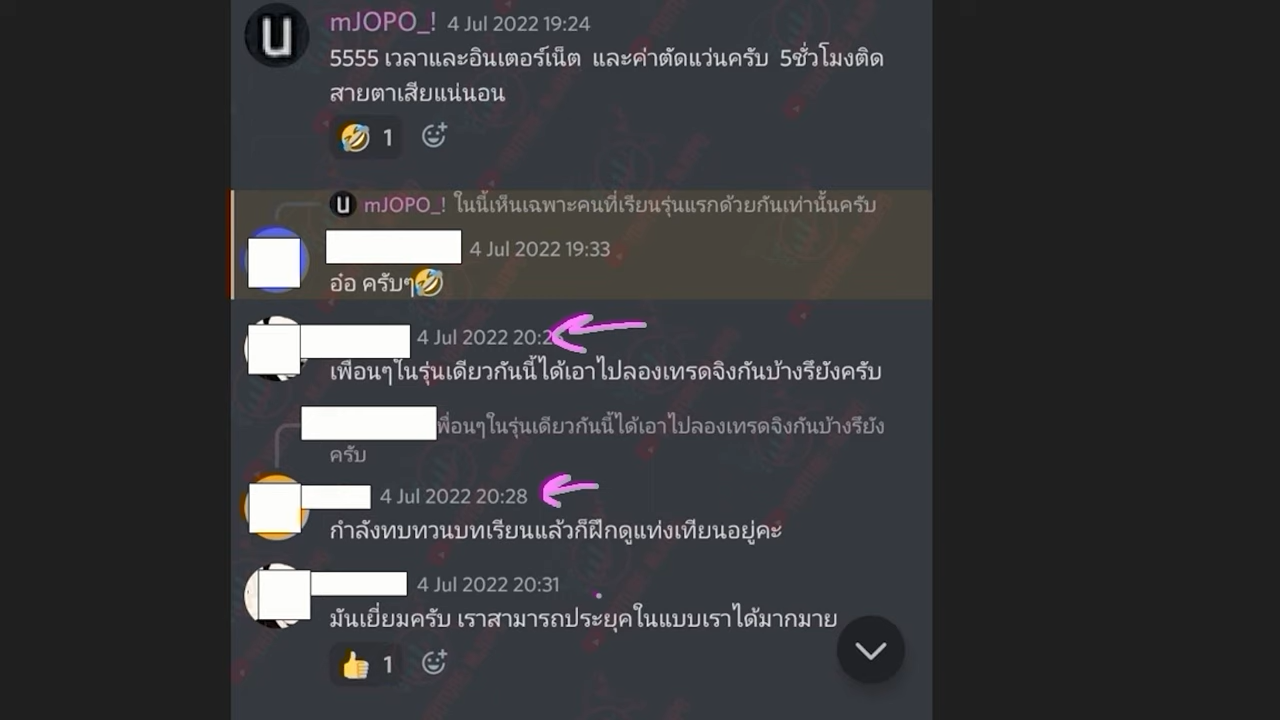 mJOPO_! 4 Jul 2022 19:24
5555 เวลาและอินเตอร์เน็ต และค่าตัดแว่นครับ 5ชั่วโมงติด
สายตาเสียแน่นอน
🤣 1
U mJOPO_! ในนี้เห็นเฉพาะคนที่เรียนรุ่นแรกด้วยกันเท่านั้นครับ
4 Jul 2022 19:33
อ๋อ ครับๆ🤣
4 Jul 2022
เพื่อนๆในรุ่นเดียวกันนี้ได้เอาไปลองเทรดจิงกันบ้างรึยังครับ
พื่อนๆในรุ่นเดียวกันนี้ได้เอาไปลองเทรดจิงกันบ้างรึยัง
ครับ
4 Jul 2022 20:28
กำลังทบทวนบทเรียนแล้วก็ฝึกดูแท่งเทียนอยู่คะ
4 Jul 2022 20:31
มันเยี่ยมครับ เราสามารถประยุคในแบบเราได้มากมาย
👍 1